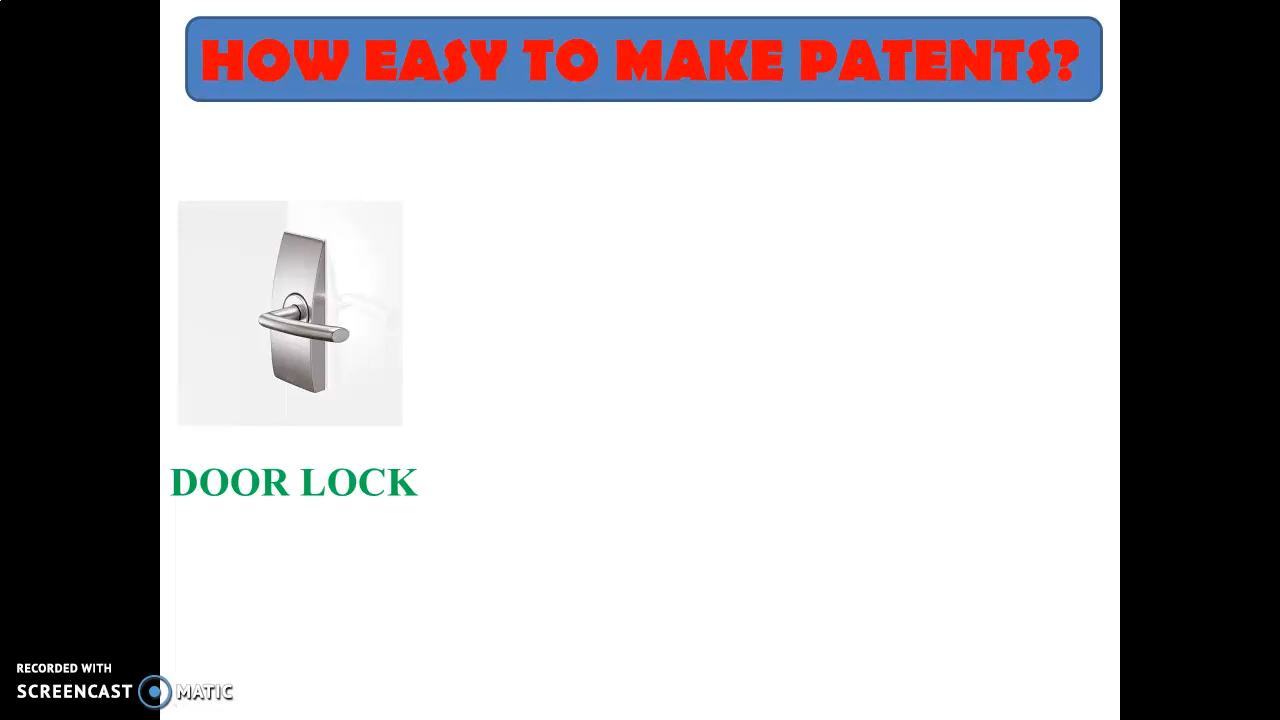 HOW EASY TO MAKE PATENTS?
DOOR LOCK
RECORDED WITH
SCREENCAST MATIC